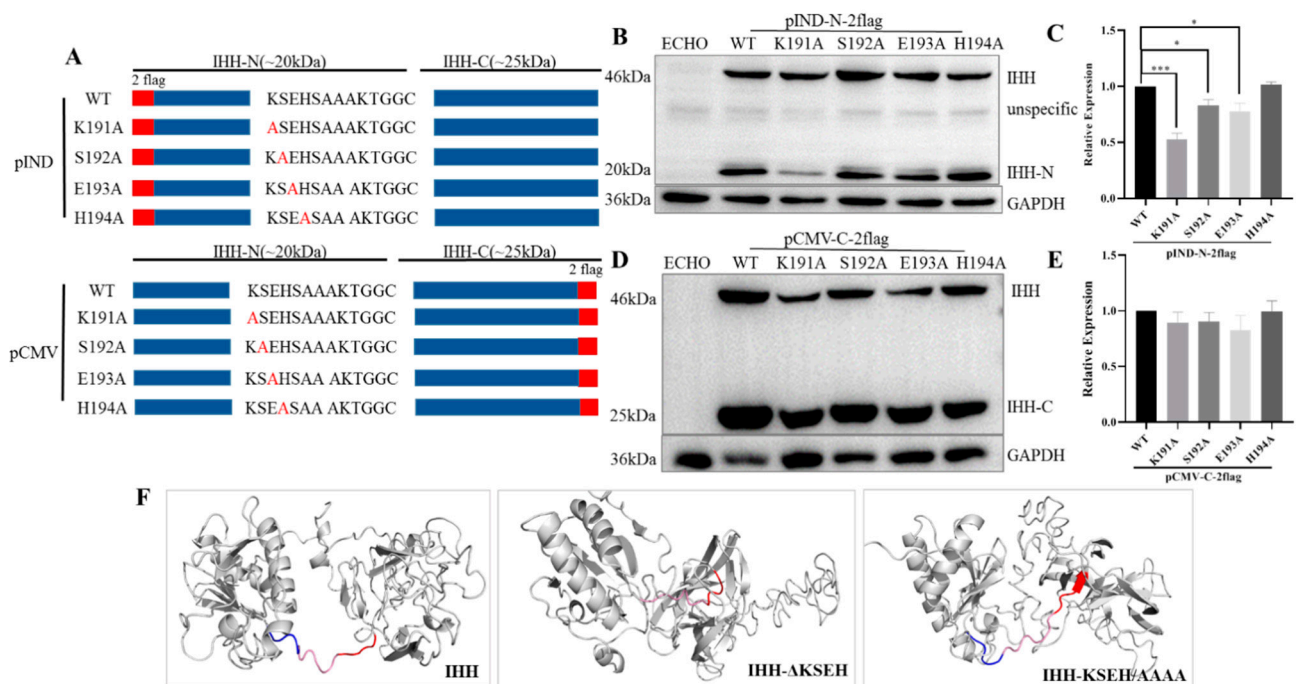 A
IHH-N(~20kDa) IHH-C(~25kDa)
2 flag
pIND
WT KSEHSAAAKTGGC
K191A ASEHSAAAKTGGC
S192A KAEHSAAAKTGGC
E193A KSAHSAA AKTGGC
H194A KSEASAA AKTGGC
IHH-N(~20kDa) IHH-C(~25kDa)
2 flag
pCMV
WT KSEHSAAAKTGGC
K191A ASEHSAAAKTGGC
S192A KAEHSAAAKTGGC
E193A KSAHSAA AKTGGC
H194A KSEASAA AKTGGC
B
pIND-N-2flag
ECHO WT K191A S192A E193A H194A
46kDa IHH
unspecific
20kDa IHH-N
36kDa GAPDH
C
Relative Expression
1.5
1.0
0.5
0.0
*
*
***
WT K191A S192A E193A H194A
pIND-N-2flag
D
pCMV-C-2flag
ECHO WT K191A S192A E193A H194A
46kDa IHH
25kDa IHH-C
36kDa GAPDH
E
Relative Expression
1.5
1.0
0.5
0.0
WT K191A S192A E193A H194A
pCMV-C-2flag
F
IHH
IHH-ΔKSEH
IHH-KSEH/AAAA